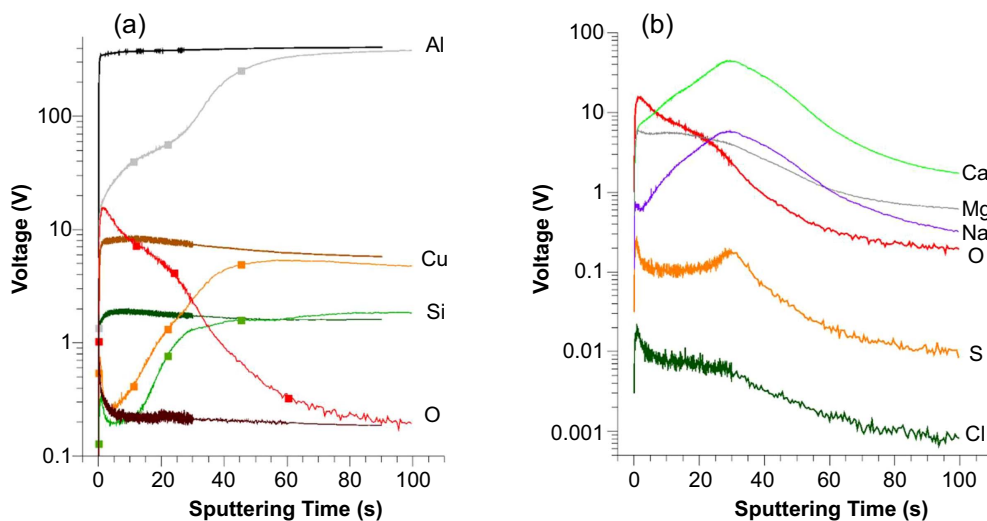 (a)
Al
Cu
Si
O
100
10
1
0.1
Voltage (V)
0 20 40 60 80 100
Sputtering Time (s)
(b)
Ca
Mg
Na
O
S
Cl
100
10
1
0.1
0.01
0.001
Voltage (V)
0 20 40 60 80 100
Sputtering Time (s)